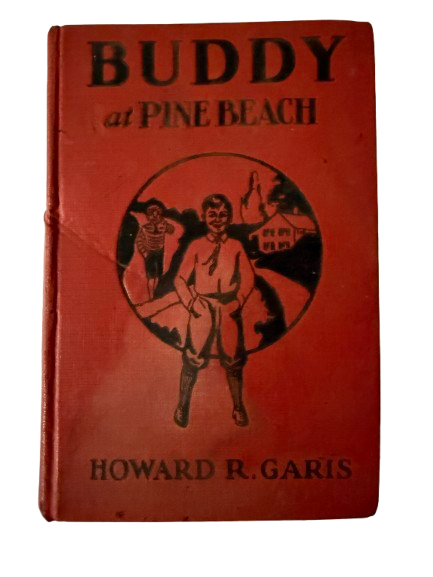 BUDDY
at PINE BEACH
HOWARD R. GARIS